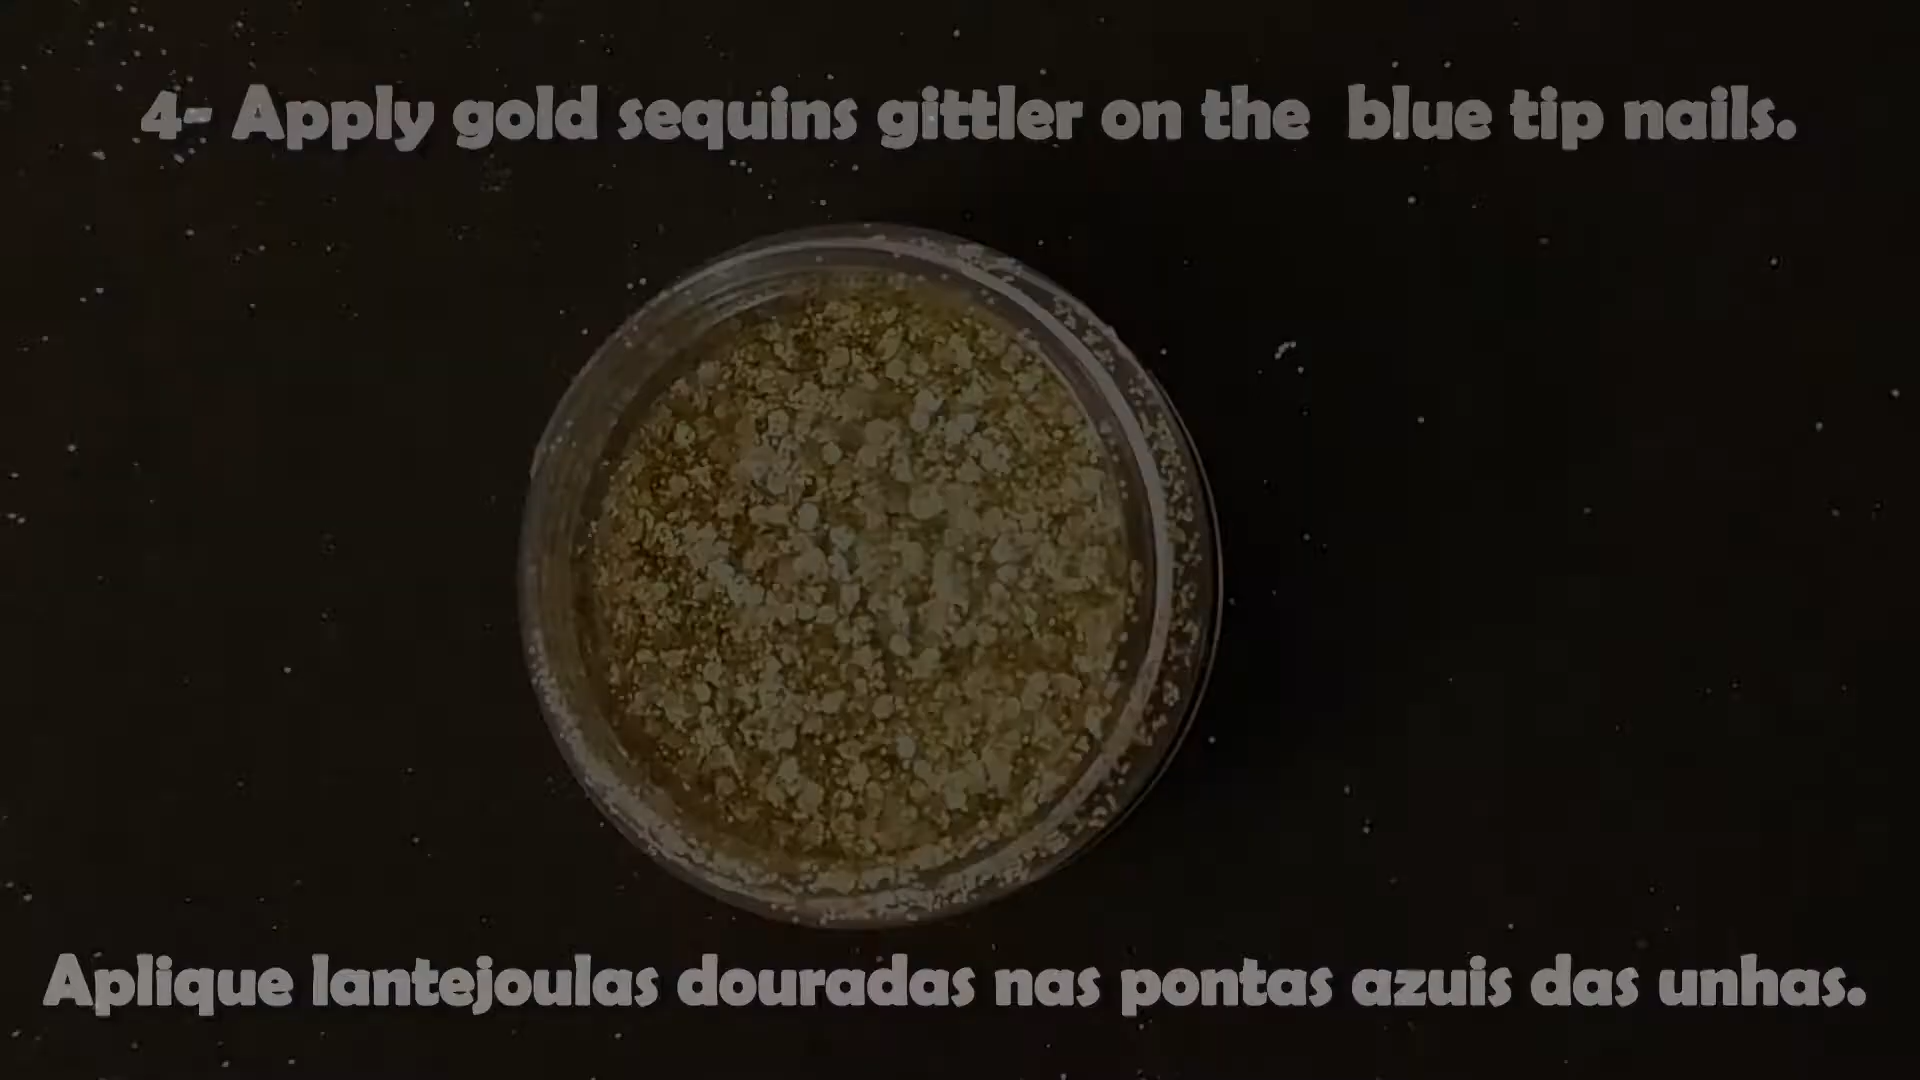 4- Apply gold sequins gittler on the blue tip nails.
Aplique lantejoulas douradas nas pontas azuis das unhas.